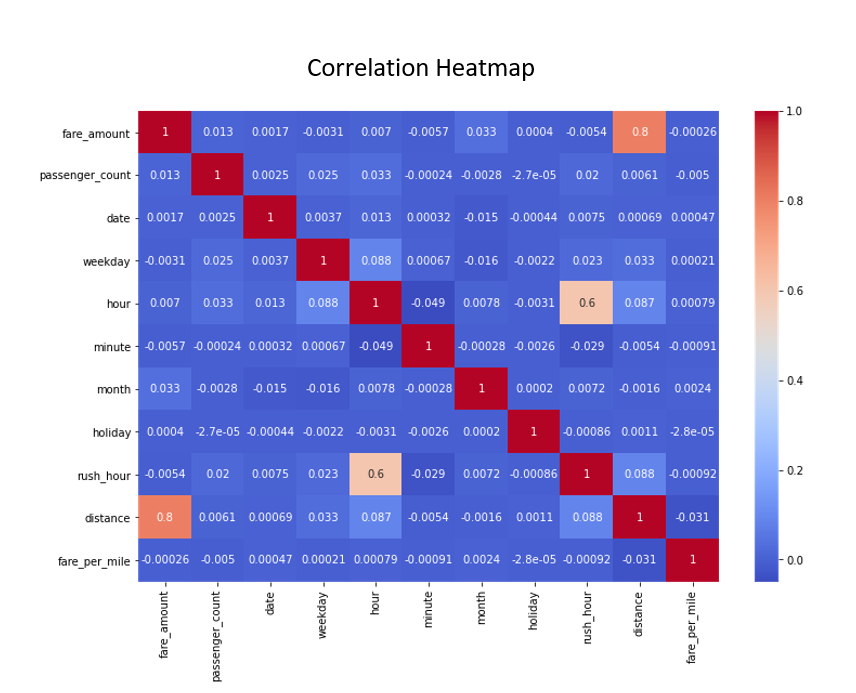 Correlation Heatmap
fare_amount 1 0.013 0.0017 -0.0031 0.007 -0.0057 0.033 0.0004 -0.0054 0.8 -0.00026
passenger_count 0.013 1 0.0025 0.025 0.033 -0.00024 -0.0028 -2.7e-05 0.02 0.0061 -0.005
date 0.0017 0.0025 1 0.0037 0.013 0.00032 -0.015 -0.00044 0.0075 0.00069 0.00047
weekday -0.0031 0.025 0.0037 1 0.088 0.00067 -0.016 -0.0022 0.023 0.033 0.00021
hour 0.007 0.033 0.013 0.088 1 -0.049 0.0078 -0.0031 0.6 0.087 0.00079
minute -0.0057 -0.00024 0.00032 0.00067 -0.049 1 -0.00028 -0.0026 -0.029 -0.0054 -0.00091
month 0.033 -0.0028 -0.015 -0.016 0.0078 -0.00028 1 0.0002 0.0072 -0.0016 0.0024
holiday 0.0004 -2.7e-05 -0.00044 -0.0022 -0.0031 -0.0026 0.0002 1 -0.00086 0.0011 -2.8e-05
rush_hour -0.0054 0.02 0.0075 0.023 0.6 -0.029 0.0072 -0.00086 1 0.088 -0.00092
distance 0.8 0.0061 0.00069 0.033 0.087 -0.0054 -0.0016 0.0011 0.088 1 -0.031
fare_per_mile -0.00026 -0.005 0.00047 0.00021 0.00079 -0.00091 0.0024 -2.8e-05 -0.00092 -0.031 1
fare_amount passenger_count date weekday hour minute month holiday rush_hour distance fare_per_mile
1.0
0.8
0.6
0.4
0.2
0.0